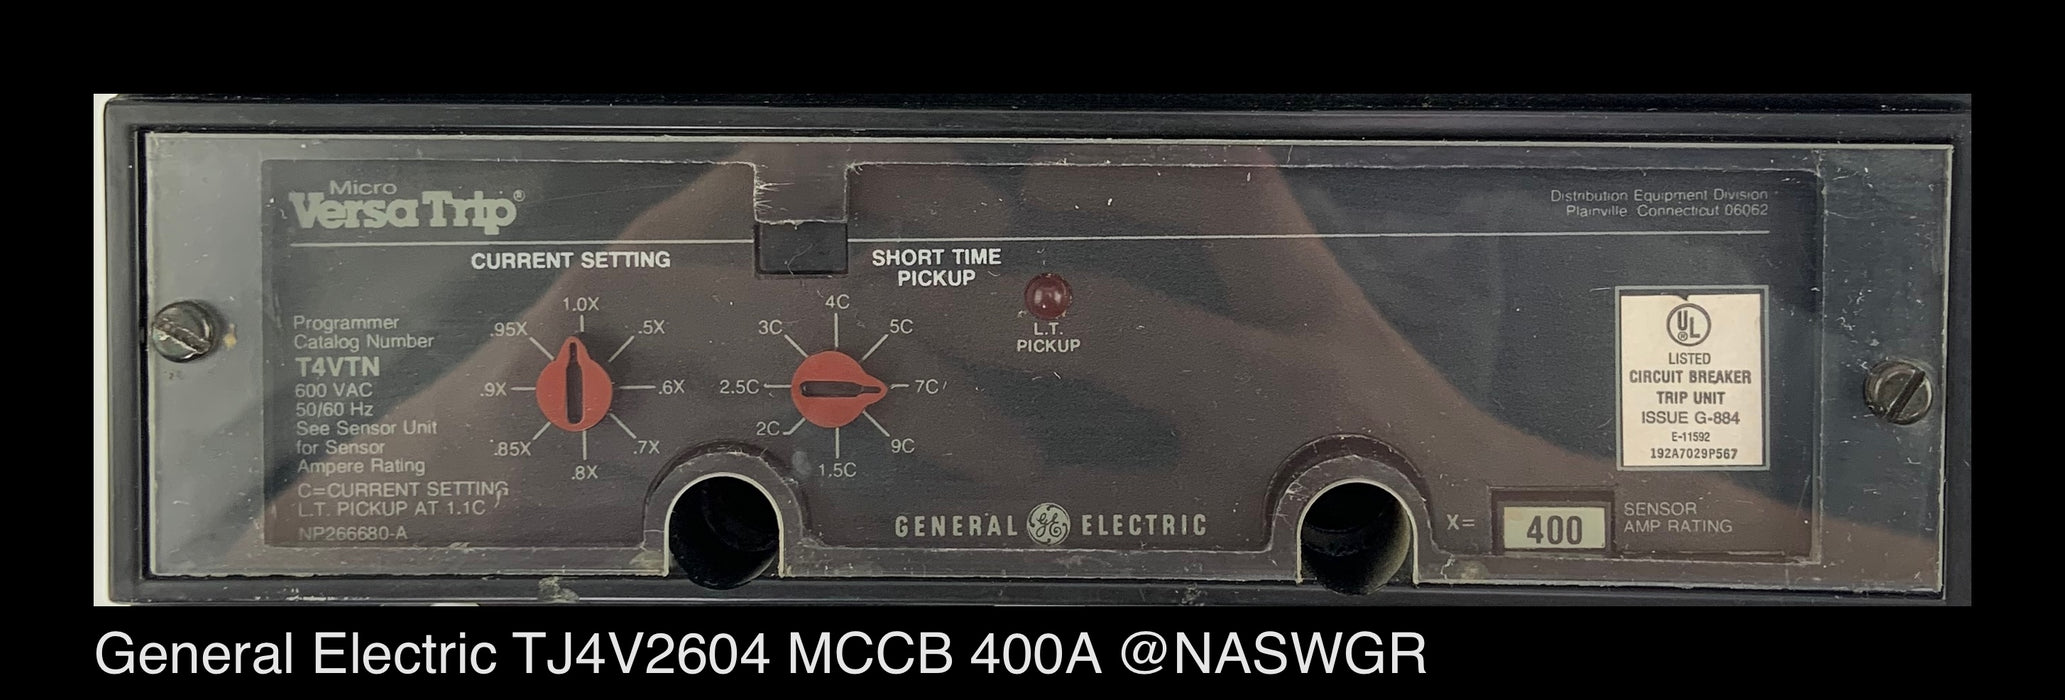 Micro
Versa Trip®
Distribution Equipment Division
Plainville, Connecticut 06062
CURRENT SETTING
1.0X
.95X
.5X
.9X
.6X
.85X
.7X
.8X
SHORT TIME
PICKUP
4C
3C
5C
2.5C
7C
2C
9C
1.5C
L.T.
PICKUP
Programmer
Catalog Number
T4VTN
600 VAC
50/60 Hz
See Sensor Unit
for Sensor
Ampere Rating
C=CURRENT SETTING
L.T. PICKUP AT 1.1C
NP266680-A
GENERAL GE ELECTRIC
UL
®
LISTED
CIRCUIT BREAKER
TRIP UNIT
ISSUE G-884
E-11592
192A7029P567
X= 400
SENSOR
AMP RATING
General Electric TJ4V2604 MCCB 400A @NASWGR